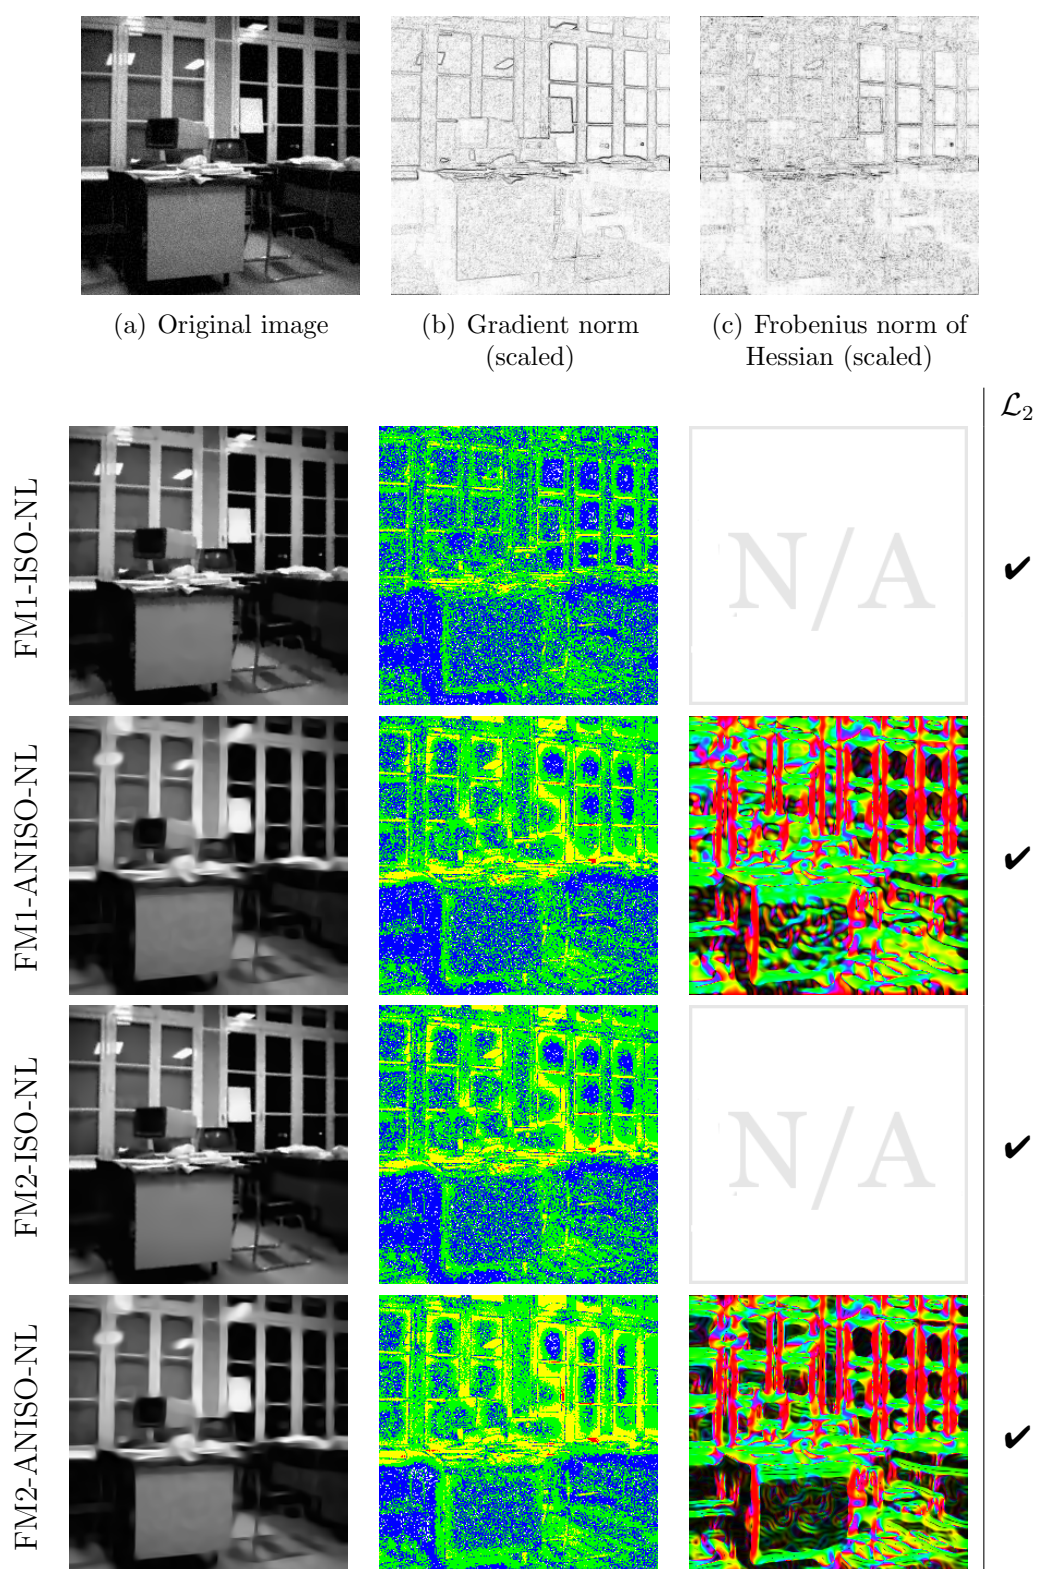 (a) Original image
(b) Gradient norm
(scaled)
(c) Frobenius norm of
Hessian (scaled)
ℒ₂
FM1-ISO-NL
N/A
✔
FM1-ANISO-NL
✔
FM2-ISO-NL
N/A
✔
FM2-ANISO-NL
✔